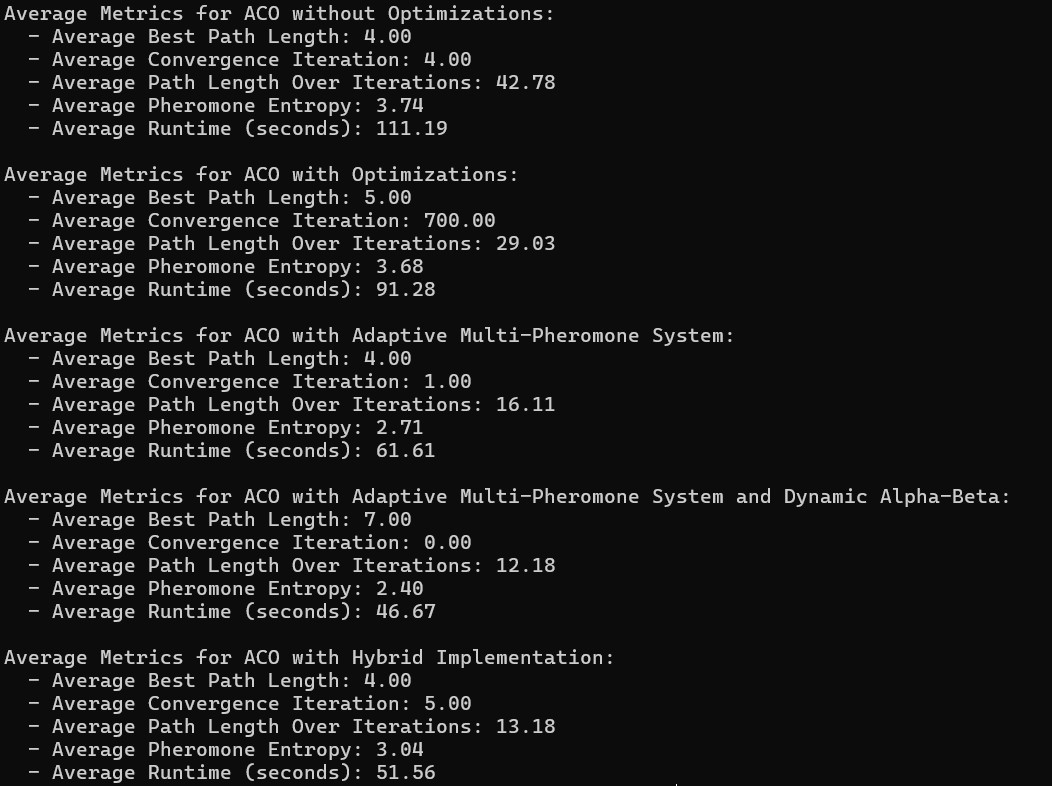 Average Metrics for ACO without Optimizations:
- Average Best Path Length: 4.00
- Average Convergence Iteration: 4.00
- Average Path Length Over Iterations: 42.78
- Average Pheromone Entropy: 3.74
- Average Runtime (seconds): 111.19
Average Metrics for ACO with Optimizations:
- Average Best Path Length: 5.00
- Average Convergence Iteration: 700.00
- Average Path Length Over Iterations: 29.03
- Average Pheromone Entropy: 3.68
- Average Runtime (seconds): 91.28
Average Metrics for ACO with Adaptive Multi-Pheromone System:
- Average Best Path Length: 4.00
- Average Convergence Iteration: 1.00
- Average Path Length Over Iterations: 16.11
- Average Pheromone Entropy: 2.71
- Average Runtime (seconds): 61.61
Average Metrics for ACO with Adaptive Multi-Pheromone System and Dynamic Alpha-Beta:
- Average Best Path Length: 7.00
- Average Convergence Iteration: 0.00
- Average Path Length Over Iterations: 12.18
- Average Pheromone Entropy: 2.40
- Average Runtime (seconds): 46.67
Average Metrics for ACO with Hybrid Implementation:
- Average Best Path Length: 4.00
- Average Convergence Iteration: 5.00
- Average Path Length Over Iterations: 13.18
- Average Pheromone Entropy: 3.04
- Average Runtime (seconds): 51.56